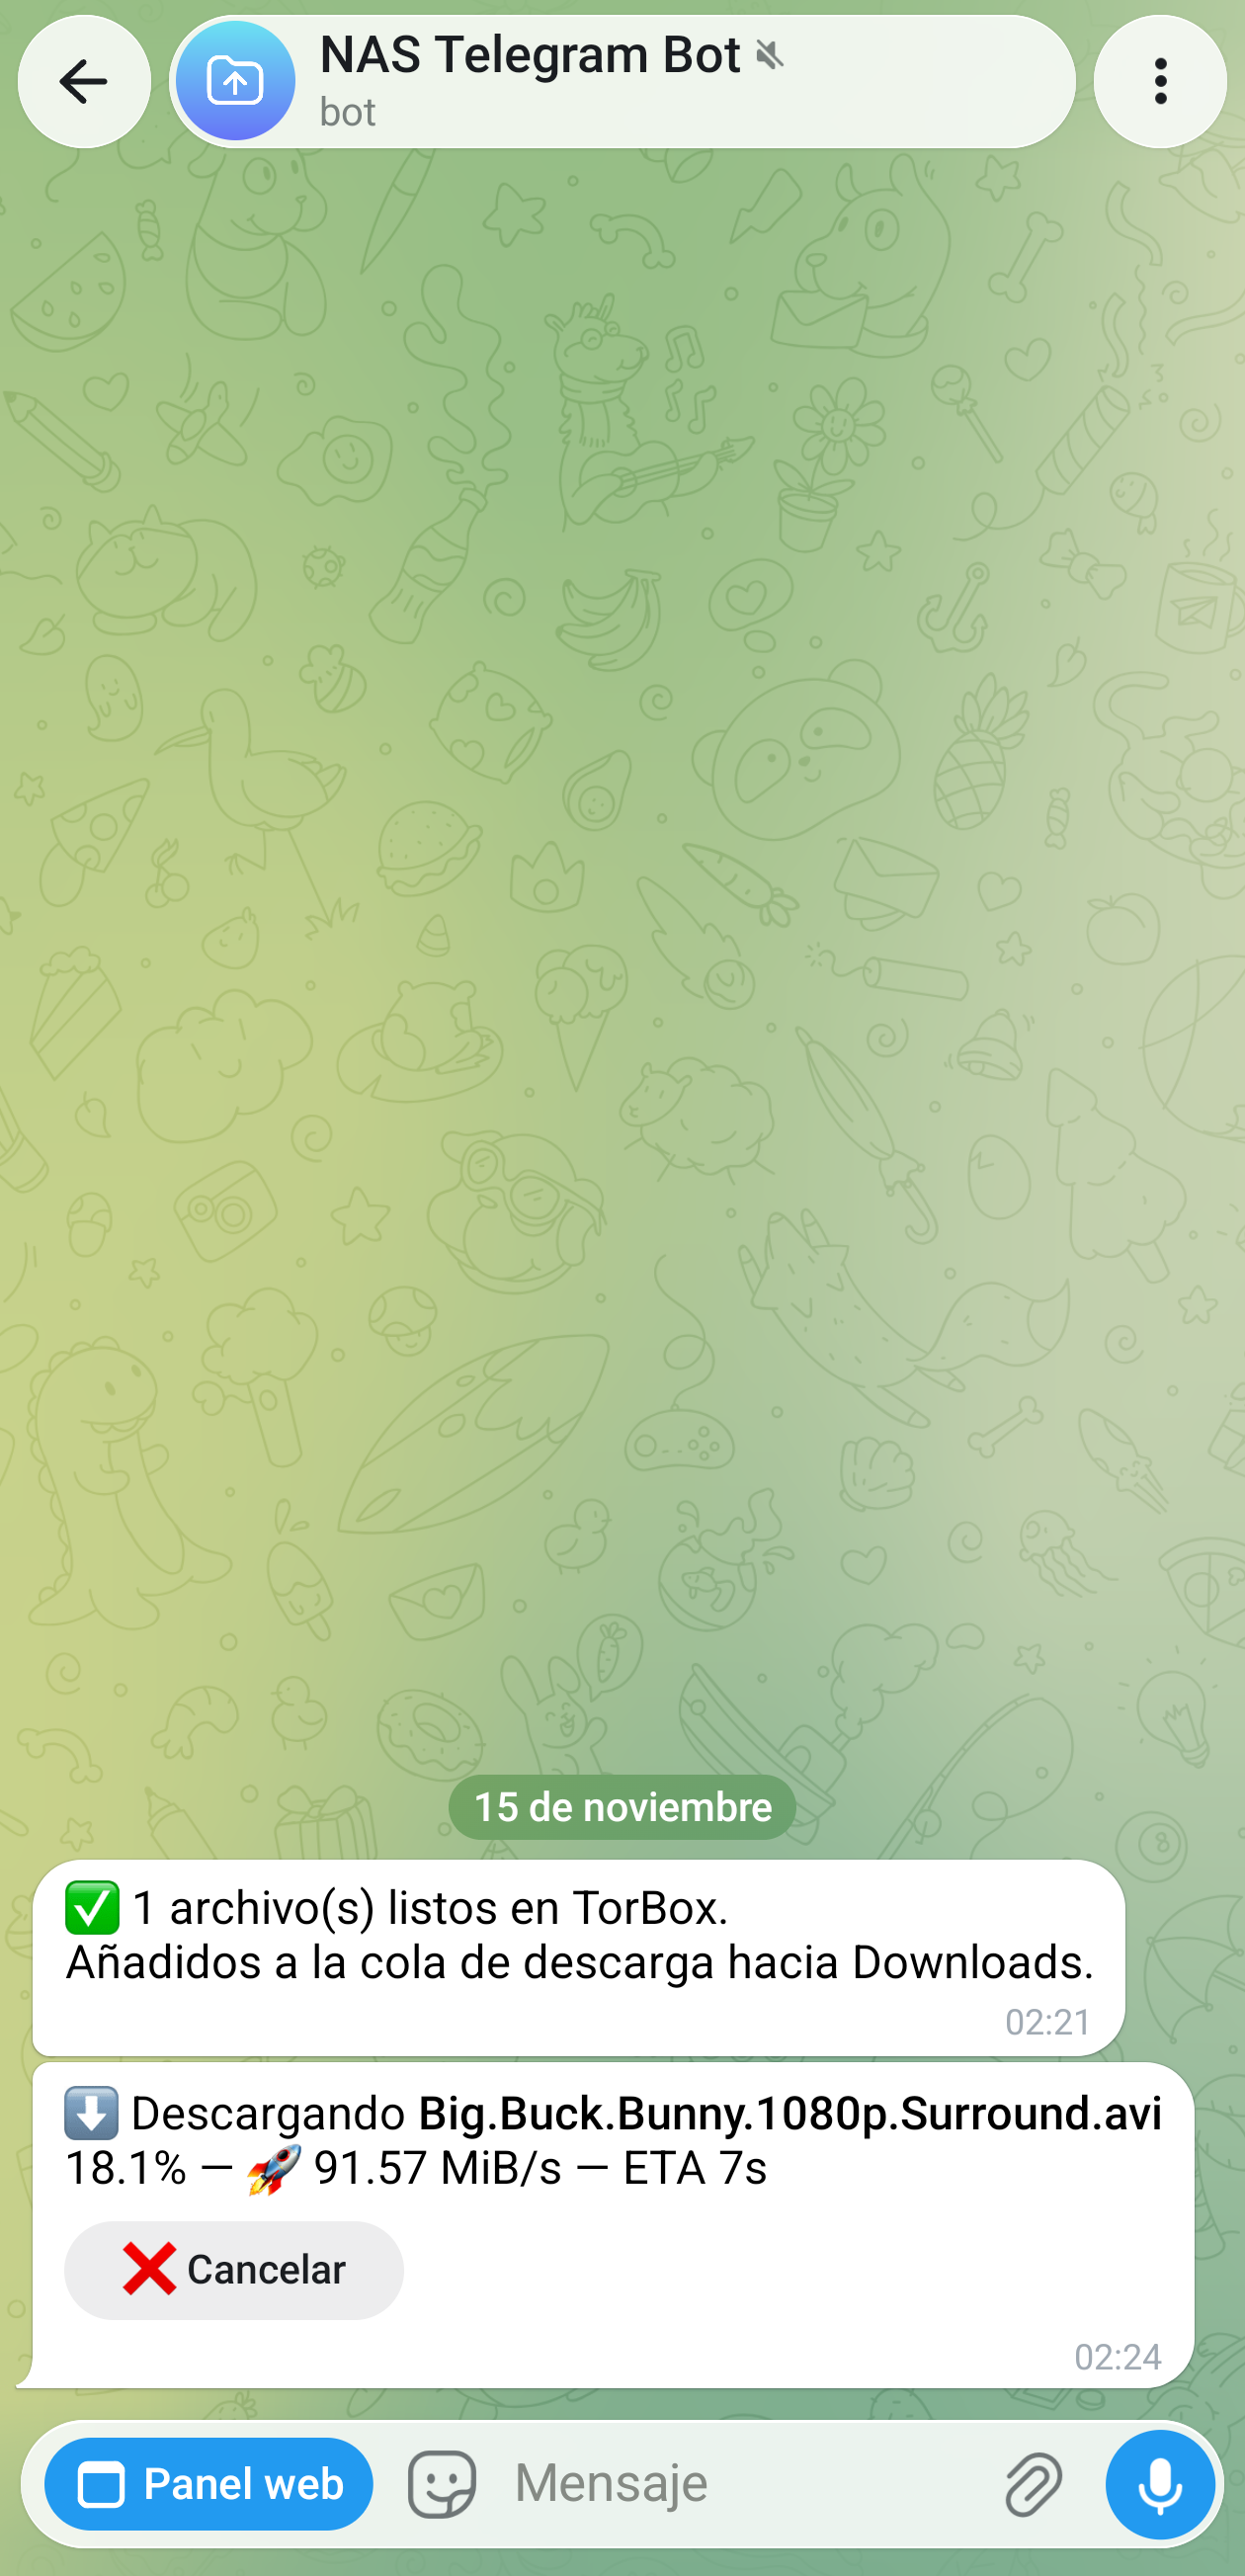 NAS Telegram Bot
bot
15 de noviembre
✅ 1 archivo(s) listos en TorBox.
Añadidos a la cola de descarga hacia Downloads.
02:21
⬇️ Descargando Big.Buck.Bunny.1080p.Surround.avi
18.1% — 🚀 91.57 MiB/s — ETA 7s
❌ Cancelar
02:24
Panel web
Mensaje